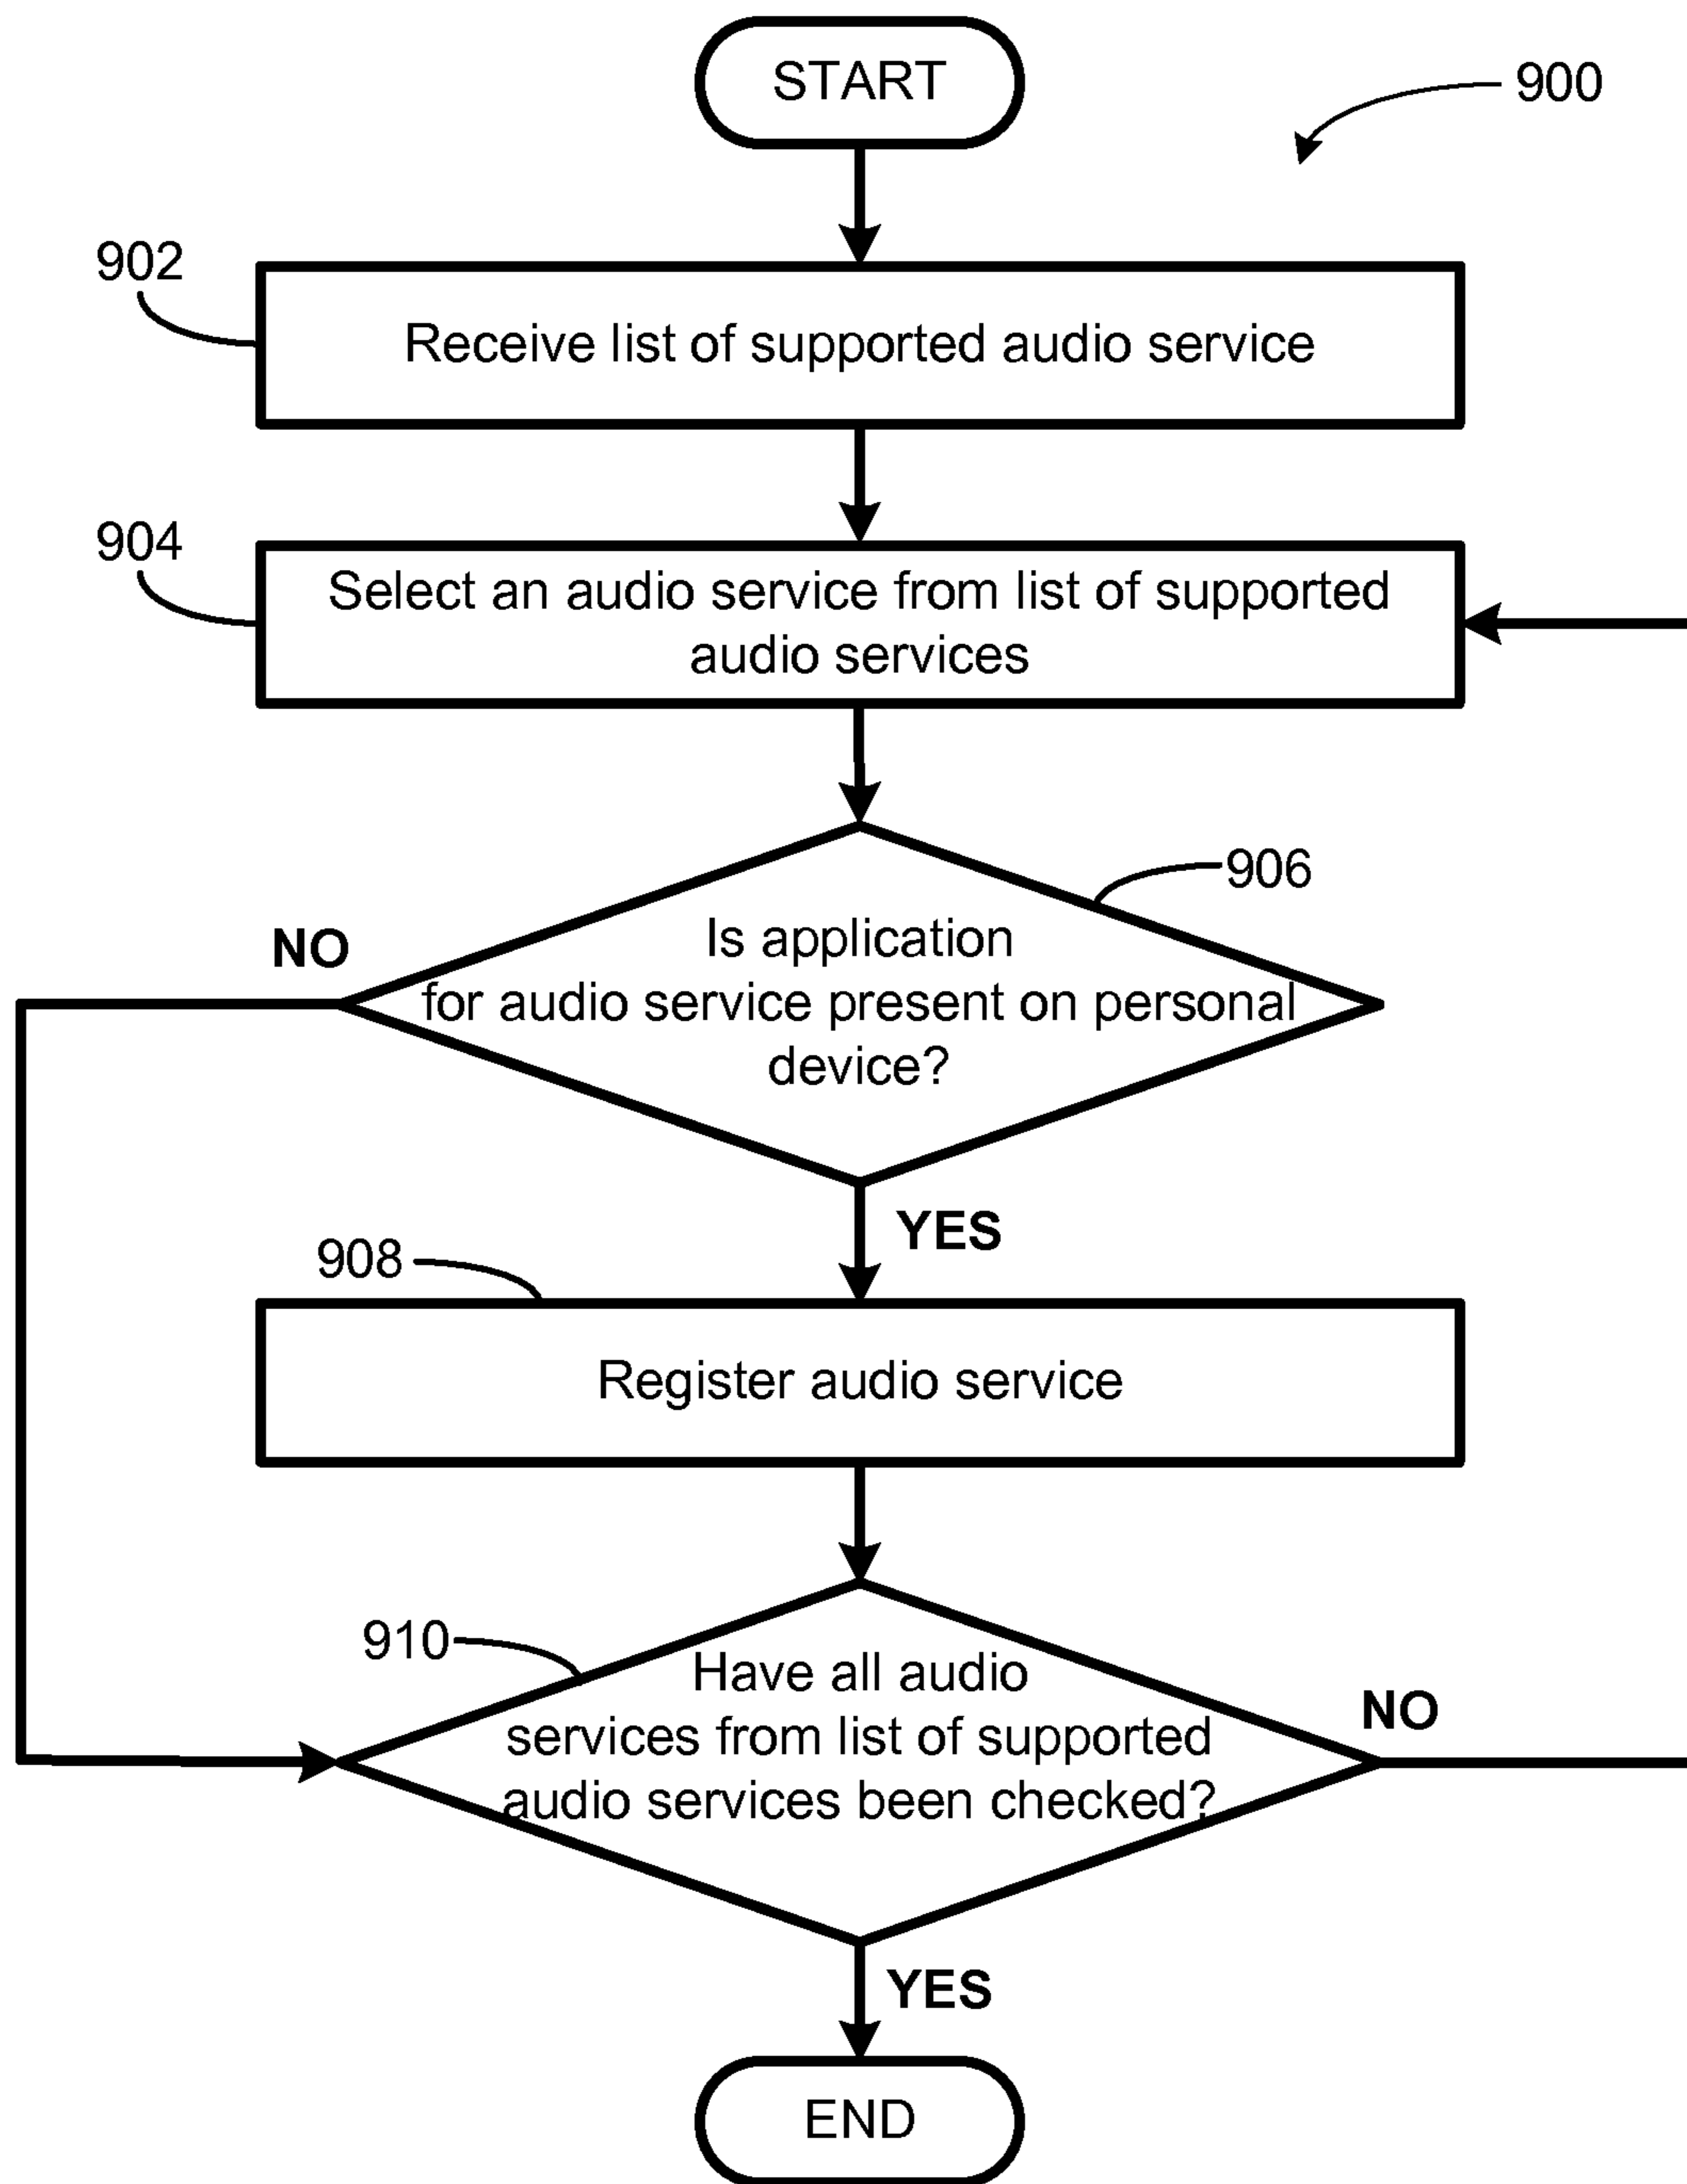 START
900
902
Receive list of supported audio service
904
Select an audio service from list of supported
audio services
906
NO
Is application
for audio service present on personal
device?
YES
908
Register audio service
910
Have all audio
NO
services from list of supported
audio services been checked?
YES
END